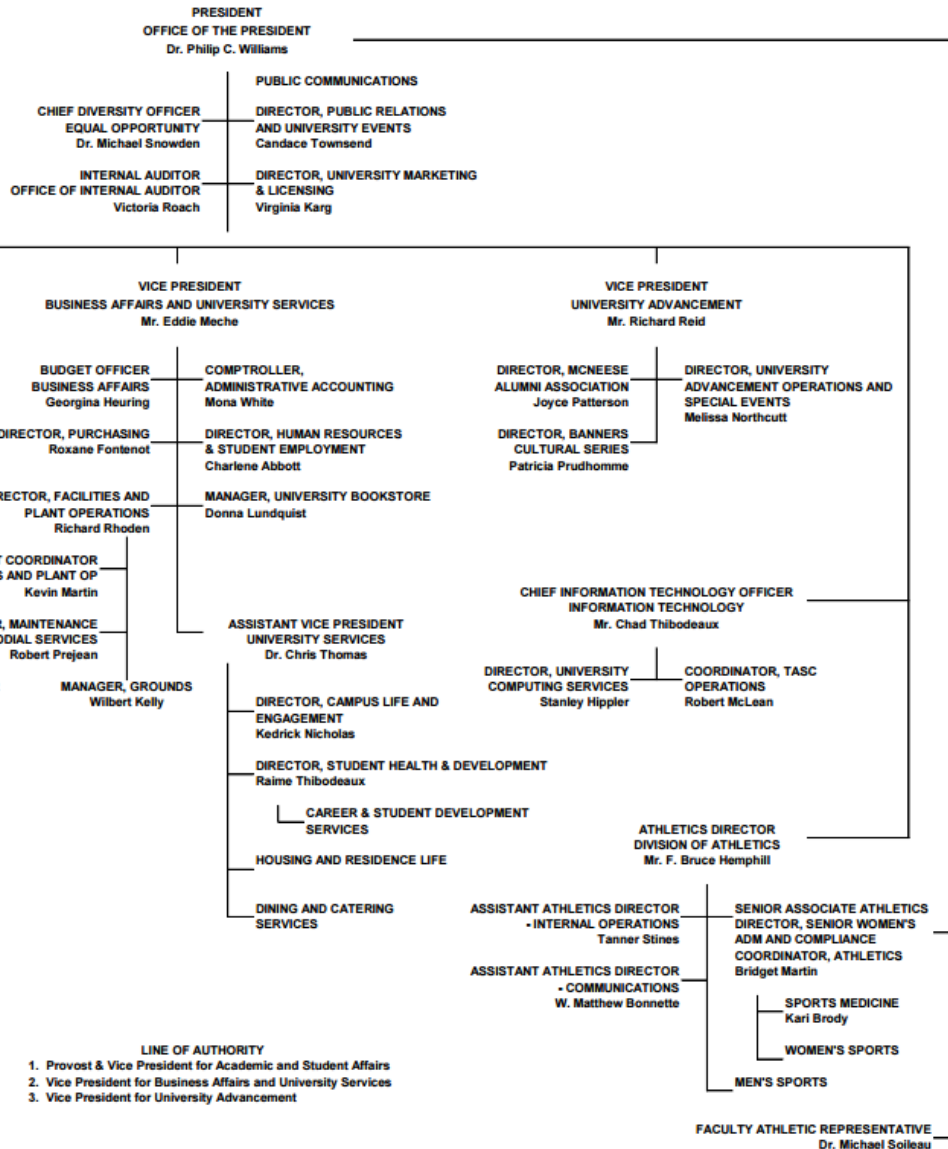 PRESIDENT
OFFICE OF THE PRESIDENT
Dr. Philip C. Williams
PUBLIC COMMUNICATIONS
CHIEF DIVERSITY OFFICER
EQUAL OPPORTUNITY
Dr. Michael Snowden
DIRECTOR, PUBLIC RELATIONS
AND UNIVERSITY EVENTS
Candace Townsend
INTERNAL AUDITOR
OFFICE OF INTERNAL AUDITOR
Victoria Roach
DIRECTOR, UNIVERSITY MARKETING
& LICENSING
Virginia Karg
VICE PRESIDENT
BUSINESS AFFAIRS AND UNIVERSITY SERVICES
Mr. Eddie Meche
BUDGET OFFICER
BUSINESS AFFAIRS
Georgina Heuring
COMPTROLLER,
ADMINISTRATIVE ACCOUNTING
Mona White
DIRECTOR, PURCHASING
Roxane Fontenot
DIRECTOR, HUMAN RESOURCES
& STUDENT EMPLOYMENT
Charlene Abbott
RECTOR, FACILITIES AND
PLANT OPERATIONS
Richard Rhoden
MANAGER, UNIVERSITY BOOKSTORE
Donna Lundquist
T COORDINATOR
S AND PLANT OP
Kevin Martin
R, MAINTENANCE
ODIAL SERVICES
Robert Prejean
MANAGER, GROUNDS
Wilbert Kelly
ASSISTANT VICE PRESIDENT
UNIVERSITY SERVICES
Dr. Chris Thomas
DIRECTOR, CAMPUS LIFE AND
ENGAGEMENT
Kedrick Nicholas
DIRECTOR, STUDENT HEALTH & DEVELOPMENT
Raime Thibodeaux
CAREER & STUDENT DEVELOPMENT
SERVICES
HOUSING AND RESIDENCE LIFE
DINING AND CATERING
SERVICES
VICE PRESIDENT
UNIVERSITY ADVANCEMENT
Mr. Richard Reid
DIRECTOR, MCNEESE
ALUMNI ASSOCIATION
Joyce Patterson
DIRECTOR, UNIVERSITY
ADVANCEMENT OPERATIONS AND
SPECIAL EVENTS
Melissa Northcutt
DIRECTOR, BANNERS
CULTURAL SERIES
Patricia Prudhomme
CHIEF INFORMATION TECHNOLOGY OFFICER
INFORMATION TECHNOLOGY
Mr. Chad Thibodeaux
DIRECTOR, UNIVERSITY
COMPUTING SERVICES
Stanley Hippler
COORDINATOR, TASC
OPERATIONS
Robert McLean
ATHLETICS DIRECTOR
DIVISION OF ATHLETICS
Mr. F. Bruce Hemphill
ASSISTANT ATHLETICS DIRECTOR
- INTERNAL OPERATIONS
Tanner Stines
SENIOR ASSOCIATE ATHLETICS
DIRECTOR, SENIOR WOMEN'S
ADM AND COMPLIANCE
COORDINATOR, ATHLETICS
Bridget Martin
ASSISTANT ATHLETICS DIRECTOR
- COMMUNICATIONS
W. Matthew Bonnette
SPORTS MEDICINE
Kari Brody
WOMEN'S SPORTS
MEN'S SPORTS
FACULTY ATHLETIC REPRESENTATIVE
Dr. Michael Soileau
LINE OF AUTHORITY
1. Provost & Vice President for Academic and Student Affairs
2. Vice President for Business Affairs and University Services
3. Vice President for University Advancement